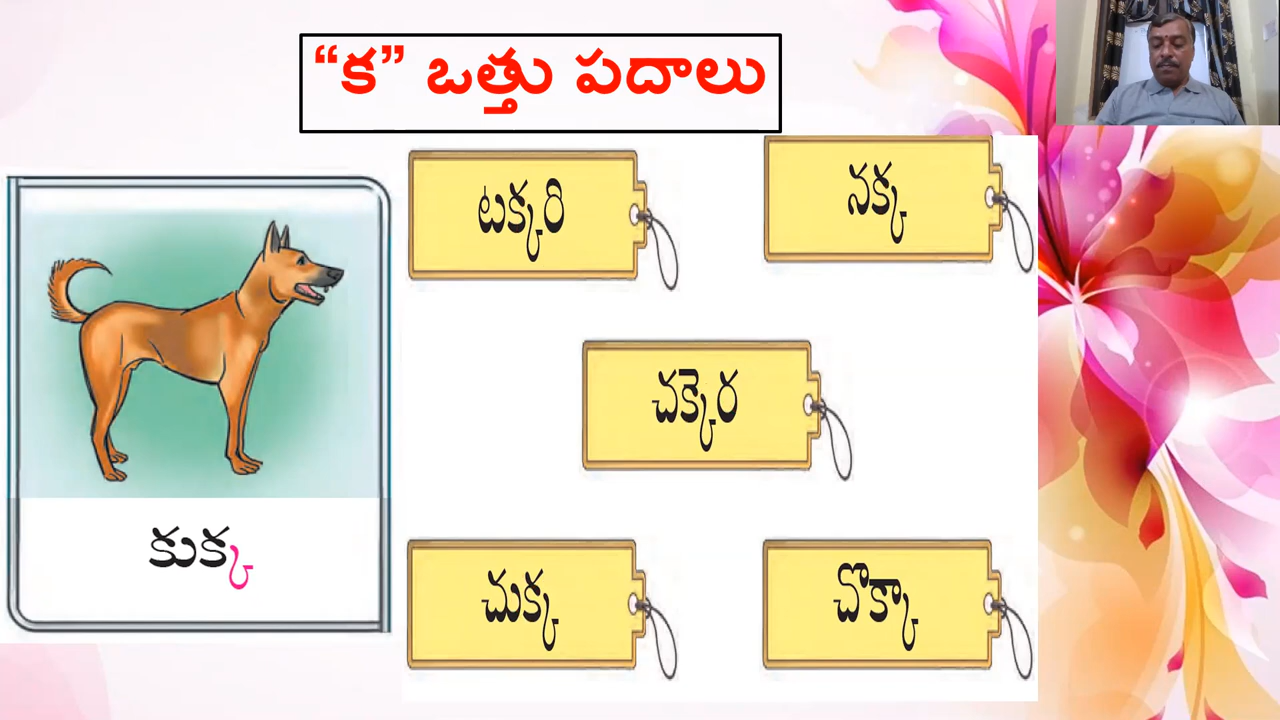 “క” ఒత్తు పదాలు
టక్కరి
నక్క
చక్కెర
కుక్క
చుక్క
చొక్కా